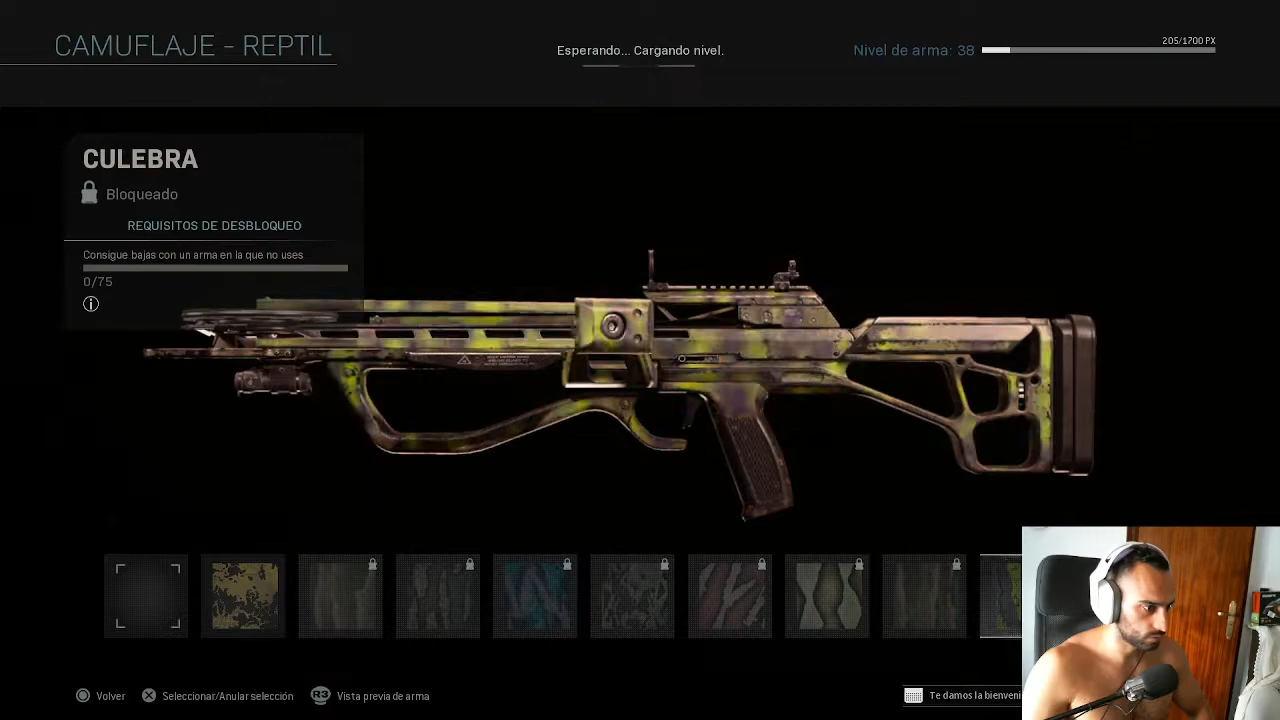 CAMUFLAJE - REPTIL
Esperando... Cargando nivel.
Nivel de arma: 38
205/1700 PX
CULEBRA
Bloqueado
REQUISITOS DE DESBLOQUEO
Consigue bajas con un arma en la que no uses
0/75
Volver
Seleccionar/Anular selección
R3
Vista previa de arma
Te damos la bienveni